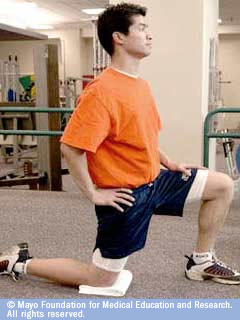 © Mayo Foundation for Medical Education and Research.
All rights reserved.